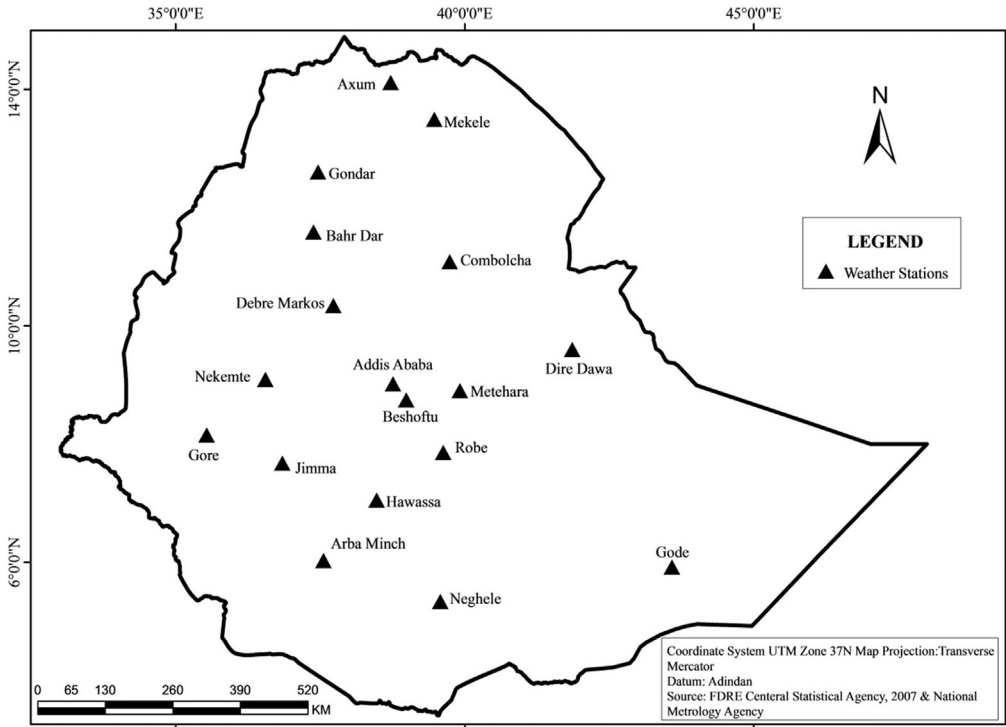 35°0'0"E
40°0'0"E
45°0'0"E
14°0'0"N
10°0'0"N
6°0'0"N
N
Axum
Mekele
Gondar
Bahr Dar
Combolcha
Debre Markos
Dire Dawa
Addis Ababa
Nekemte
Metehara
Beshoftu
Gore
Robe
Jimma
Hawassa
Arba Minch
Gode
Neghele
LEGEND
Weather Stations
Coordinate System UTM Zone 37N Map Projection:Transverse
Mercator
Datum: Adindan
Source: FDRE Centeral Statistical Agency, 2007 & National
Metrology Agency
0 65 130 260 390 520
KM